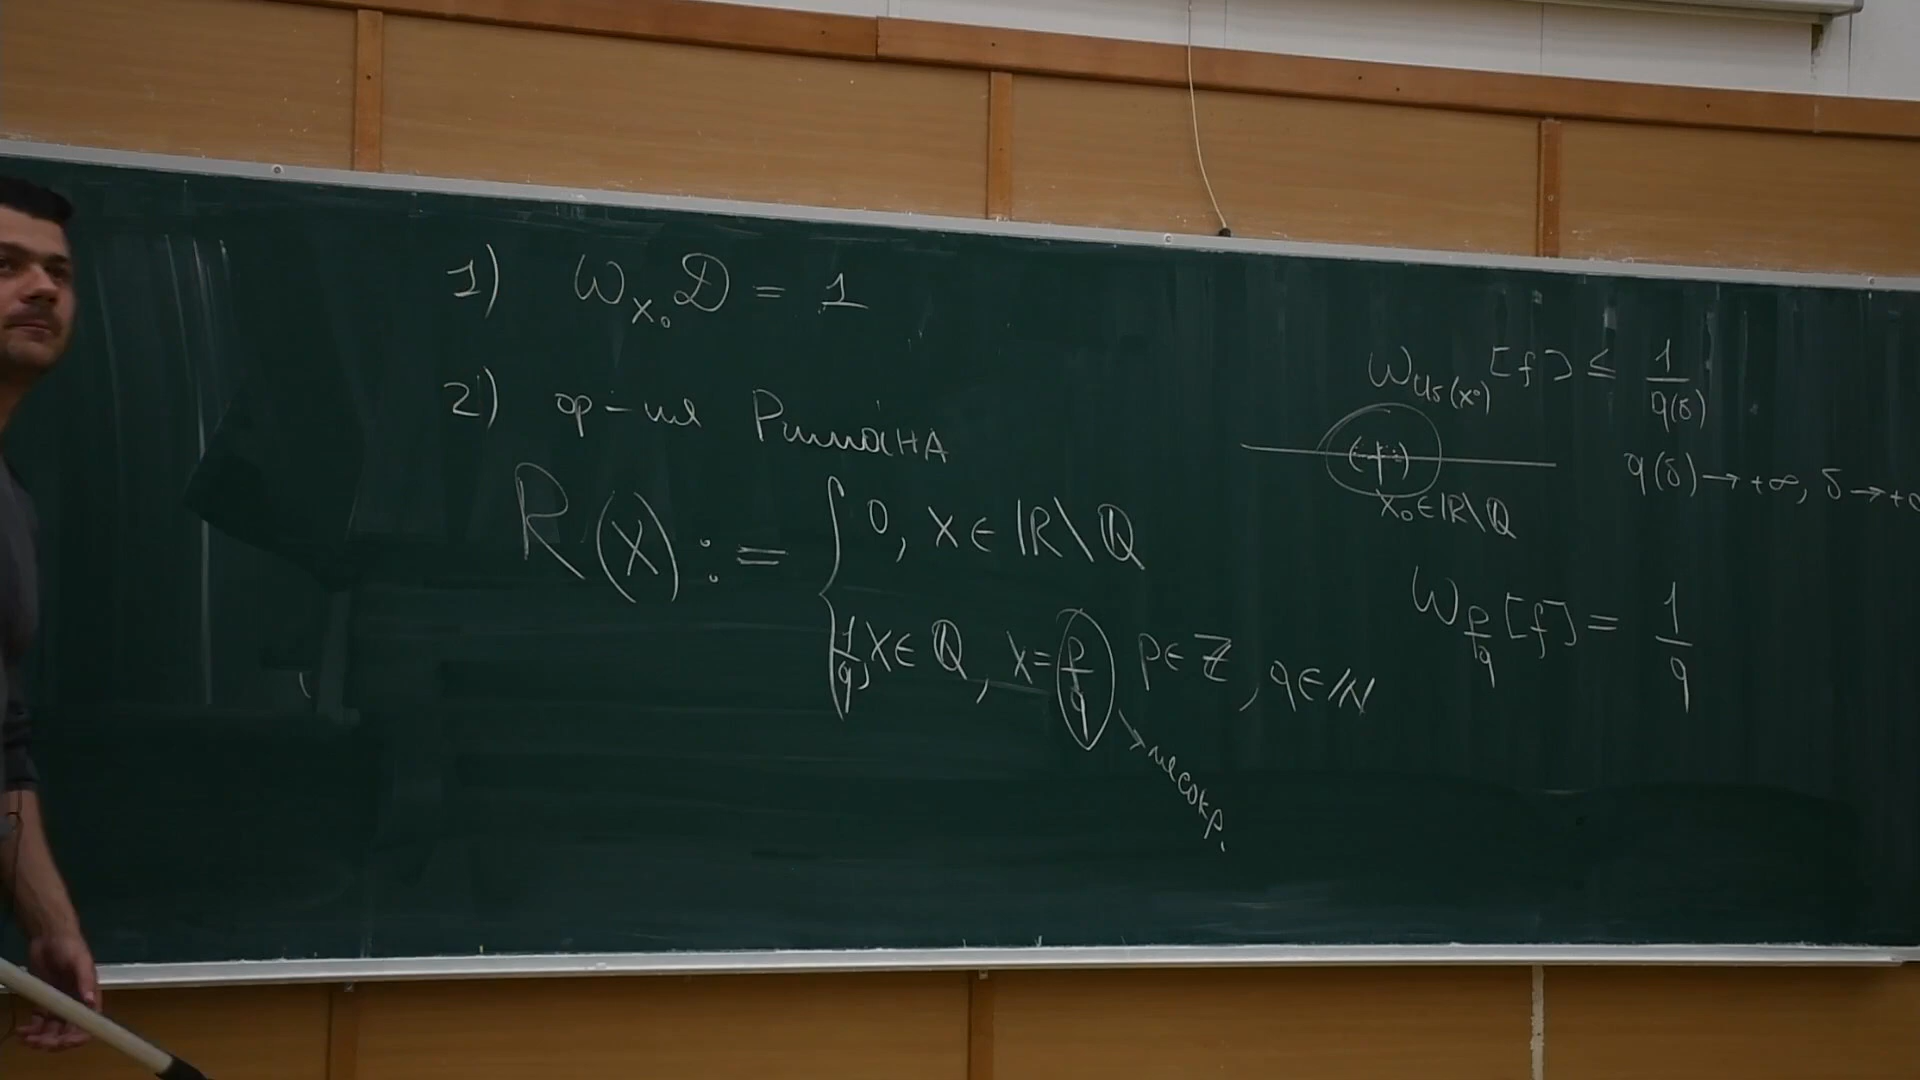 1) ω_{x₀} D = 1
2) ф-ия Римана
R(x) := { 0, x ∈ ℝ\ℚ
1/q, x ∈ ℚ, x = p/q p ∈ ℤ, q ∈ ℕ
несокр.
ω_{U_δ(x₀)} [f] ≤ 1/q(δ)
q(δ) → +∞, δ → +0
x₀ ∈ ℝ\ℚ
ω_{p/q} [f] = 1/q